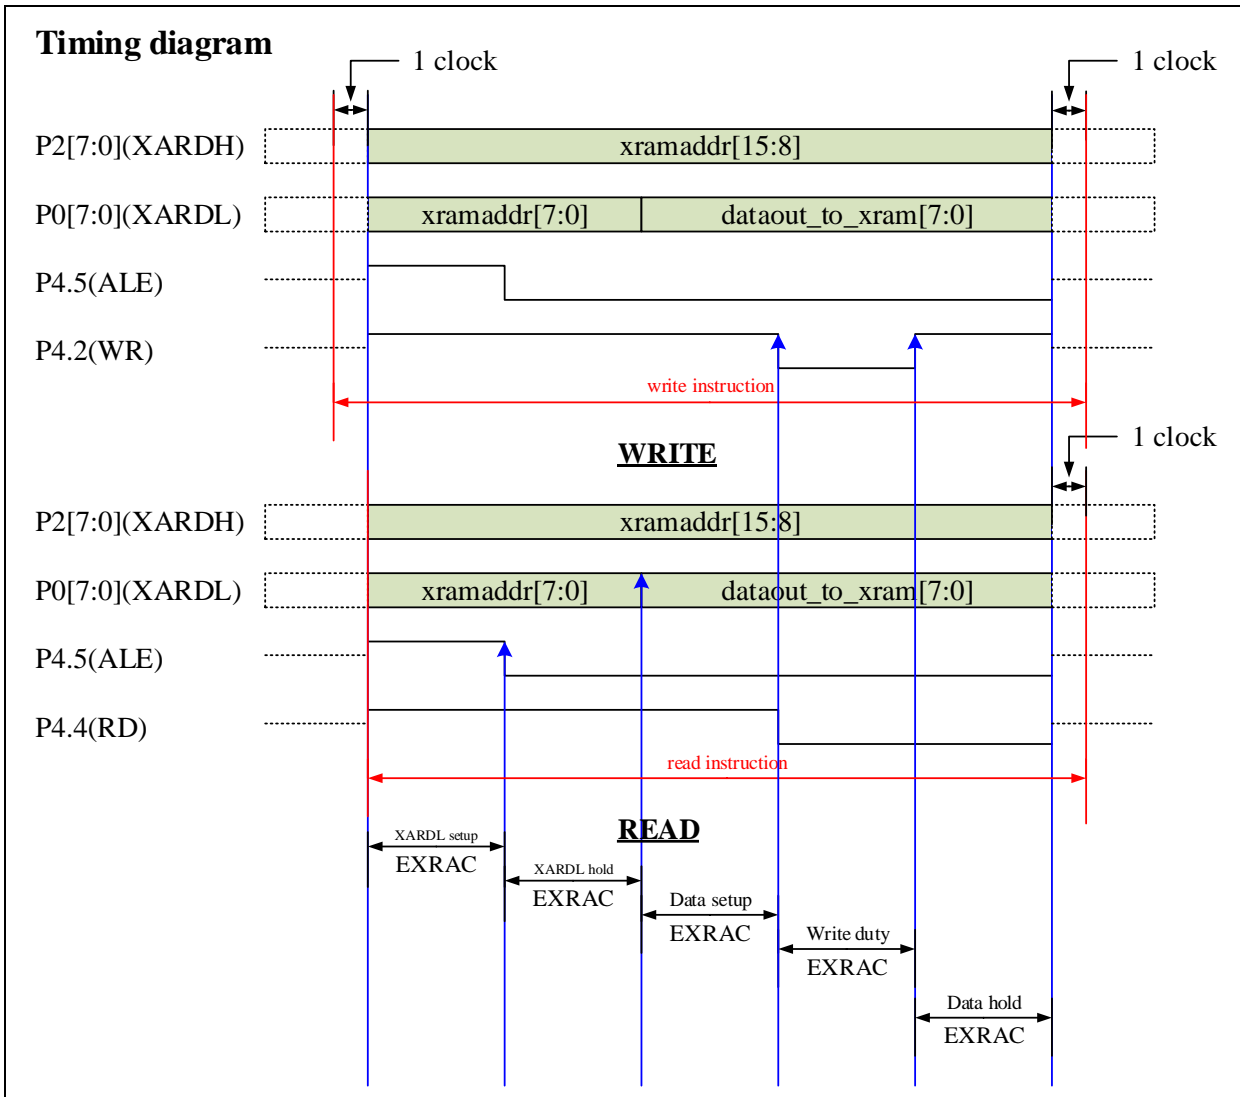 Timing diagram
1 clock
1 clock
P2[7:0](XARDH)
xramaddr[15:8]
P0[7:0](XARDL)
xramaddr[7:0]
dataout_to_xram[7:0]
P4.5(ALE)
P4.2(WR)
write instruction
1 clock
WRITE
P2[7:0](XARDH)
xramaddr[15:8]
P0[7:0](XARDL)
xramaddr[7:0]
dataout_to_xram[7:0]
P4.5(ALE)
P4.4(RD)
read instruction
READ
XARDL setup
EXRAC
XARDL hold
EXRAC
Data setup
EXRAC
Write duty
EXRAC
Data hold
EXRAC